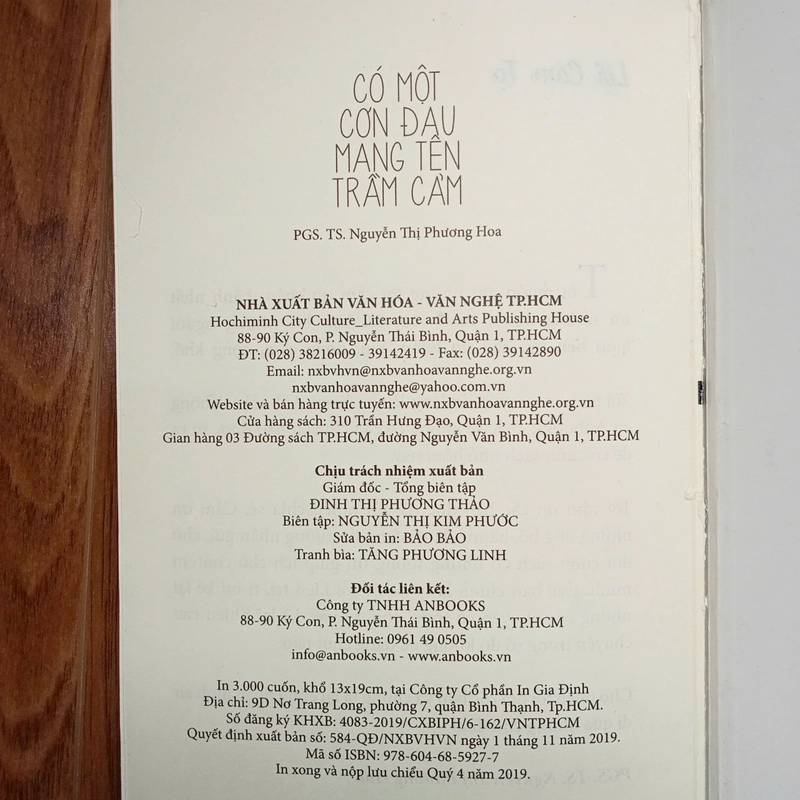 CÓ MỘT
CƠN ĐAU
MANG TÊN
TRẦM CẢM
PGS. TS. Nguyễn Thị Phương Hoa
NHÀ XUẤT BẢN VĂN HÓA - VĂN NGHỆ TP.HCM
Hochiminh City Culture_Literature and Arts Publishing House
88-90 Ký Con, P. Nguyễn Thái Bình, Quận 1, TP.HCM
ĐT: (028) 38216009 - 39142419 - Fax: (028) 39142890
Email: nxbvhvn@nxbvanhoavannghe.org.vn
nxbvanhoavannghe@yahoo.com.vn
Website và bán hàng trực tuyến: www.nxbvanhoavannghe.org.vn
Cửa hàng sách: 310 Trần Hưng Đạo, Quận 1, TP.HCM
Gian hàng 03 Đường sách TP.HCM, đường Nguyễn Văn Bình, Quận 1, TP.HCM
Chịu trách nhiệm xuất bản
Giám đốc - Tổng biên tập
ĐINH THỊ PHƯƠNG THẢO
Biên tập: NGUYỄN THỊ KIM PHƯỚC
Sửa bản in: BẢO BẢO
Tranh bìa: TĂNG PHƯƠNG LINH
Đối tác liên kết:
Công ty TNHH ANBOOKS
88-90 Ký Con, P. Nguyễn Thái Bình, Quận 1, TP.HCM
Hotline: 0961 49 0505
info@anbooks.vn - www.anbooks.vn
In 3.000 cuốn, khổ 13x19cm, tại Công ty Cổ phần In Gia Định
Địa chỉ: 9D Nơ Trang Long, phường 7, quận Bình Thạnh, Tp.HCM.
Số đăng ký KHXB: 4083-2019/CXBIPH/6-162/VNTPHCM
Quyết định xuất bản số: 584-QĐ/NXBVHVN ngày 1 tháng 11 năm 2019.
Mã số ISBN: 978-604-68-5927-7
In xong và nộp lưu chiểu Quý 4 năm 2019.